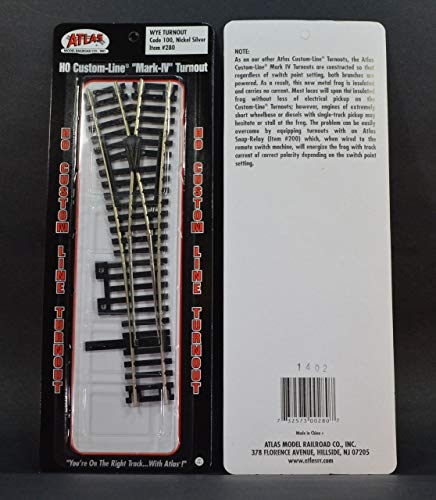 ATLAS
MODEL RAILROAD CO., INC.
WYE TURNOUT
Code 100, Nickel Silver
Item #280
HO Custom-Line® "Mark-IV" Turnout
HO CUSTOM LINE TURNOUT
HO CUSTOM LINE TURNOUT
"You're On The Right Track...With Atlas!"
NOTE:
As on our other Atlas Custom-Line® Turnouts, the Atlas
Custom-Line® Mark IV Turnouts are constructed so that
regardless of switch point setting, both branches are
powered. As a result, this new metal frog is insulated
and carries no current. Most locos will span the insulated
frog without loss of electrical pickup on the
Custom-Line® Turnouts; however, engines of extremely
short wheelbase or diesels with single-truck pickup may
hesitate or stall at the frog. The problem can be easily
overcome by equipping turnouts with an Atlas
Snap-Relay (Item #200) which, when wired to the
remote switch machine, will energize the frog with track
current of correct polarity depending on the switch point
setting.
1402
7 32573 00280 7
Made in China
ATLAS MODEL RAILROAD CO., INC.
378 FLORENCE AVENUE, HILLSIDE, NJ 07205
www.atlasrr.com